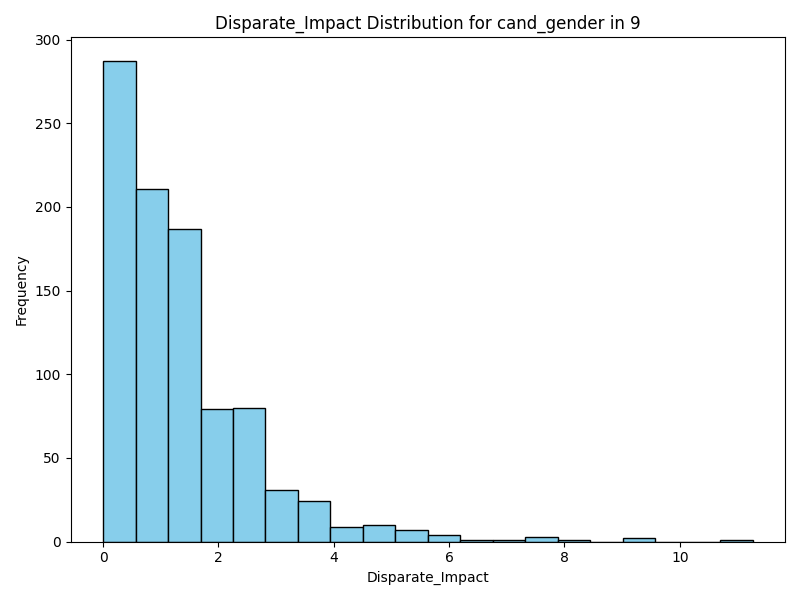 Disparate_Impact Distribution for cand_gender in 9
300
250
200
150
100
50
0
Frequency
0 2 4 6 8 10
Disparate_Impact